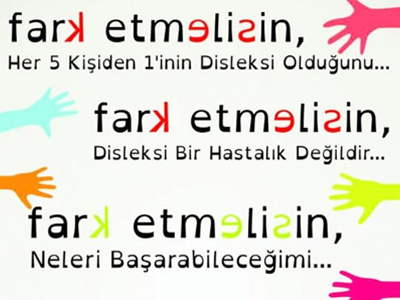 fark etmelisin,
Her 5 Kişiden 1'inin Disleksi Olduğunu...
fark etmelisin,
Disleksi Bir Hastalık Değildir...
fark etmelisin,
Neleri Başarabileceğimi...